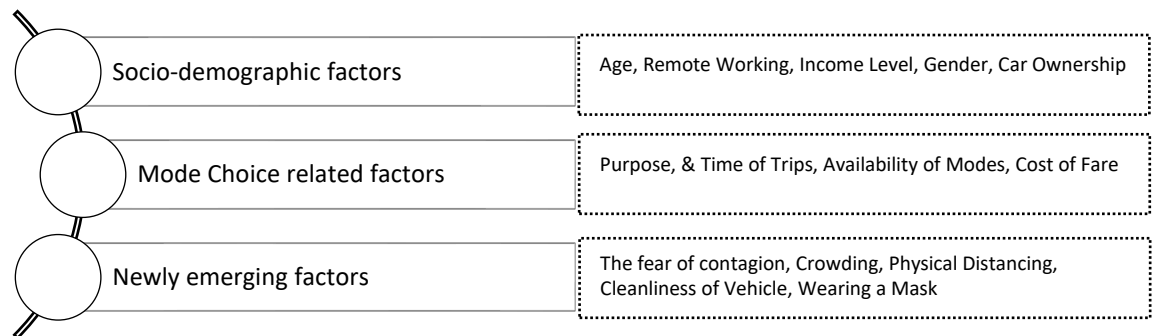 Socio-demographic factors
Age, Remote Working, Income Level, Gender, Car Ownership
Mode Choice related factors
Purpose, & Time of Trips, Availability of Modes, Cost of Fare
Newly emerging factors
The fear of contagion, Crowding, Physical Distancing,
Cleanliness of Vehicle, Wearing a Mask